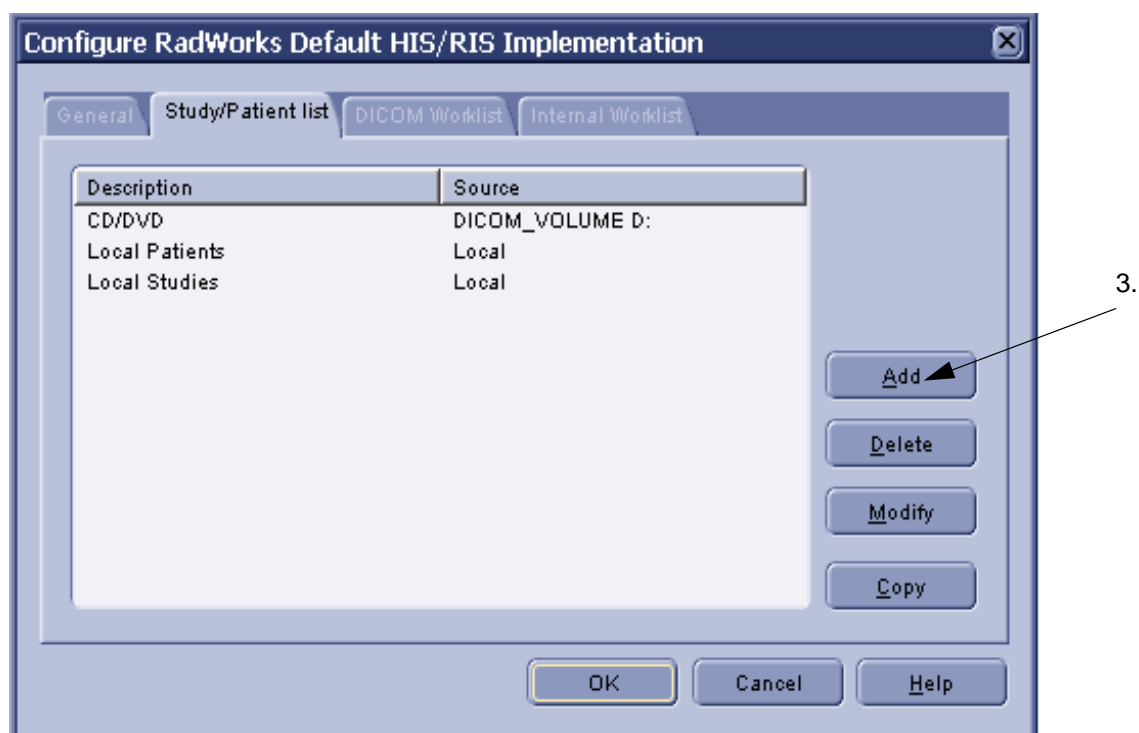 Configure RadWorks Default HIS/RIS Implementation
General Study/Patient list DICOM Worklist Internal Worklist
Description Source
CD/DVD DICOM_VOLUME D:
Local Patients Local
Local Studies Local
3.
Add
Delete
Modify
Copy
OK Cancel Help